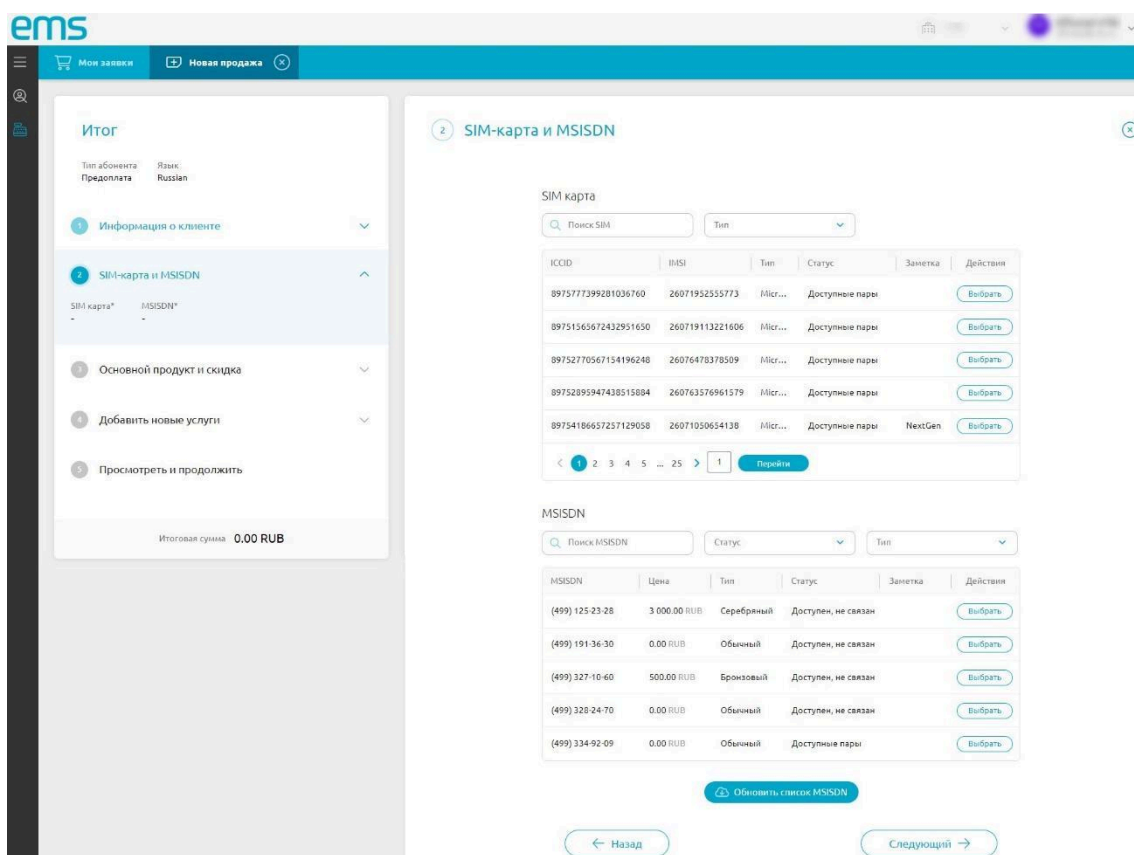 ems
Мои заявки
Новая продажа
Итог
Тип абонента Язык
Предоплата Russian
1 Информация о клиенте
2 SIM-карта и MSISDN
SIM карта* MSISDN*
- -
3 Основной продукт и скидка
4 Добавить новые услуги
5 Просмотреть и продолжить
Итоговая сумма 0.00 RUB
2 SIM-карта и MSISDN
SIM карта
Поиск SIM Тип
ICCID IMSI Тип Статус Заметка Действия
8975777399281036760 26071952555773 Micr... Доступные пары Выбрать
89751565672432951650 260719113221606 Micr... Доступные пары Выбрать
89752770567154196248 26076478378509 Micr... Доступные пары Выбрать
89752895947438515884 260763576961579 Micr... Доступные пары Выбрать
89754186657257129058 26071050654138 Micr... Доступные пары NextGen Выбрать
< 1 2 3 4 5 ... 25 > 1 Перейти
MSISDN
Поиск MSISDN Статус Тип
MSISDN Цена Тип Статус Заметка Действия
(499) 125-23-28 3 000.00 RUB Серебряный Доступен, не связан Выбрать
(499) 191-36-30 0.00 RUB Обычный Доступен, не связан Выбрать
(499) 327-10-60 500.00 RUB Бронзовый Доступен, не связан Выбрать
(499) 328-24-70 0.00 RUB Обычный Доступен, не связан Выбрать
(499) 334-92-09 0.00 RUB Обычный Доступные пары Выбрать
Обновить список MSISDN
← Назад Следующий →